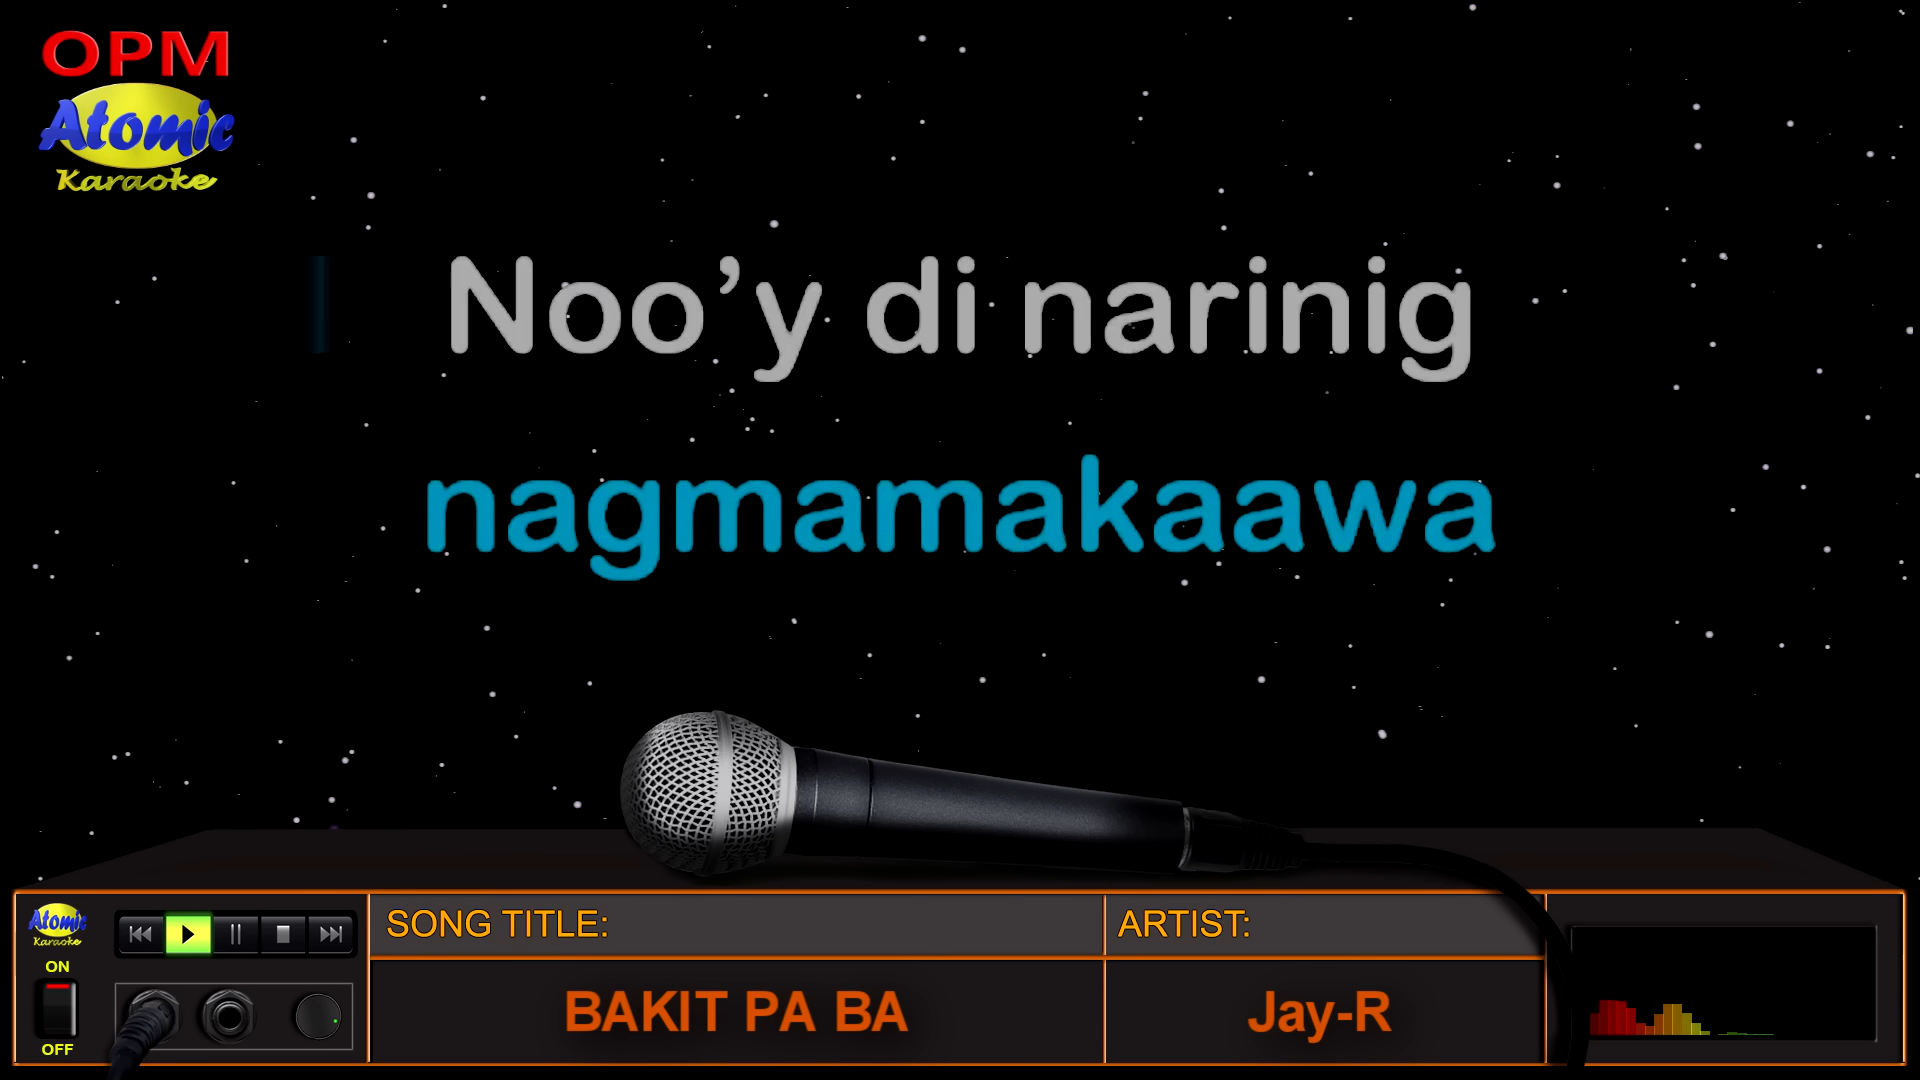 OPM
Atomic
Karaoke
Noo’y di narinig
nagmamakaawa
Atomic
Karaoke
ON
OFF
SONG TITLE:
ARTIST:
BAKIT PA BA
Jay-R